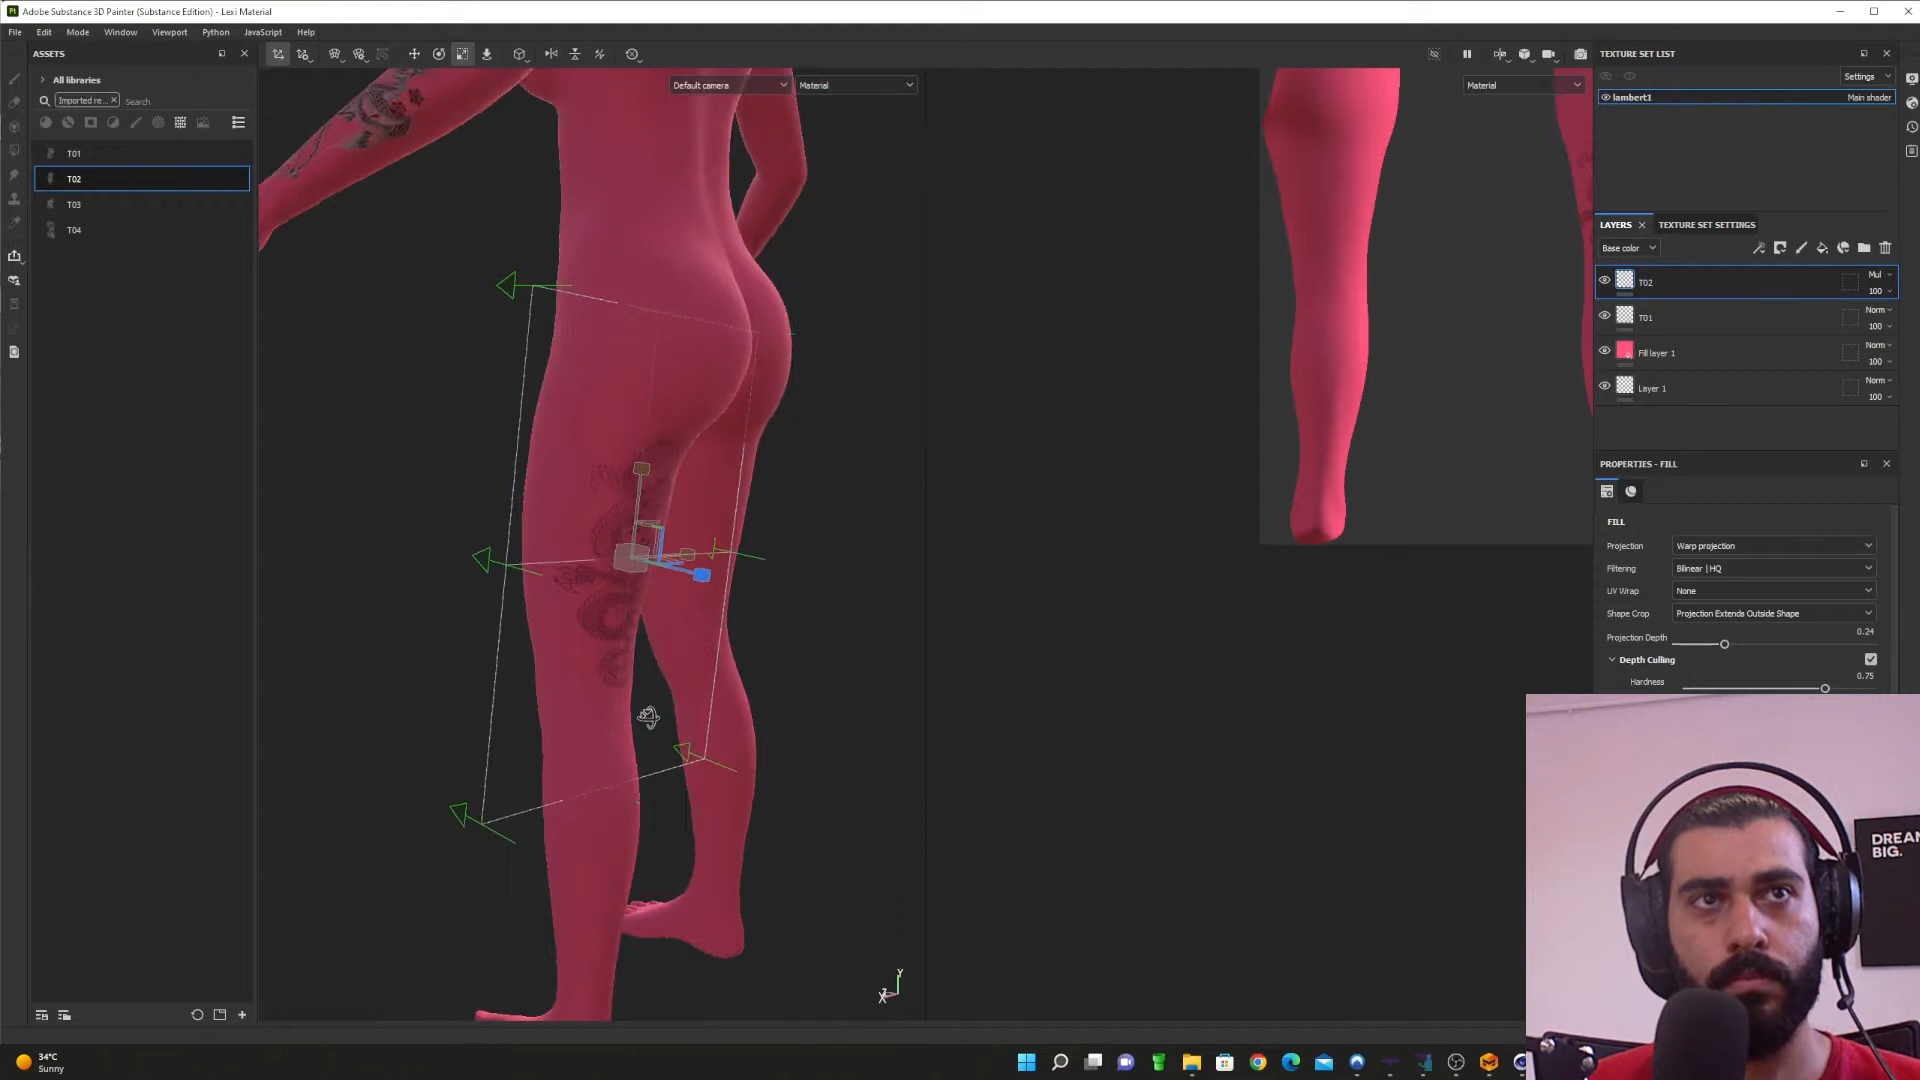 Adobe Substance 3D Painter (Substance Edition) - Lexi Material
File Edit Mode Window Viewport Python JavaScript Help
ASSETS
All libraries
Imported re... Search
T01
T02
T03
T04
Default camera
Material
Material
Y
Z
X
TEXTURE SET LIST
Settings
lambert1 Main shader
LAYERS TEXTURE SET SETTINGS
Base color
T02 Mul
100
T01 Norm
100
Fill layer 1 Norm
100
Layer 1 Norm
100
PROPERTIES - FILL
FILL
Projection Warp projection
Filtering Bilinear | HQ
UV Wrap None
Shape Crop Projection Extends Outside Shape
Projection Depth 0.24
Depth Culling
Hardness 0.75
DREAM
BIG.
34°C
Sunny